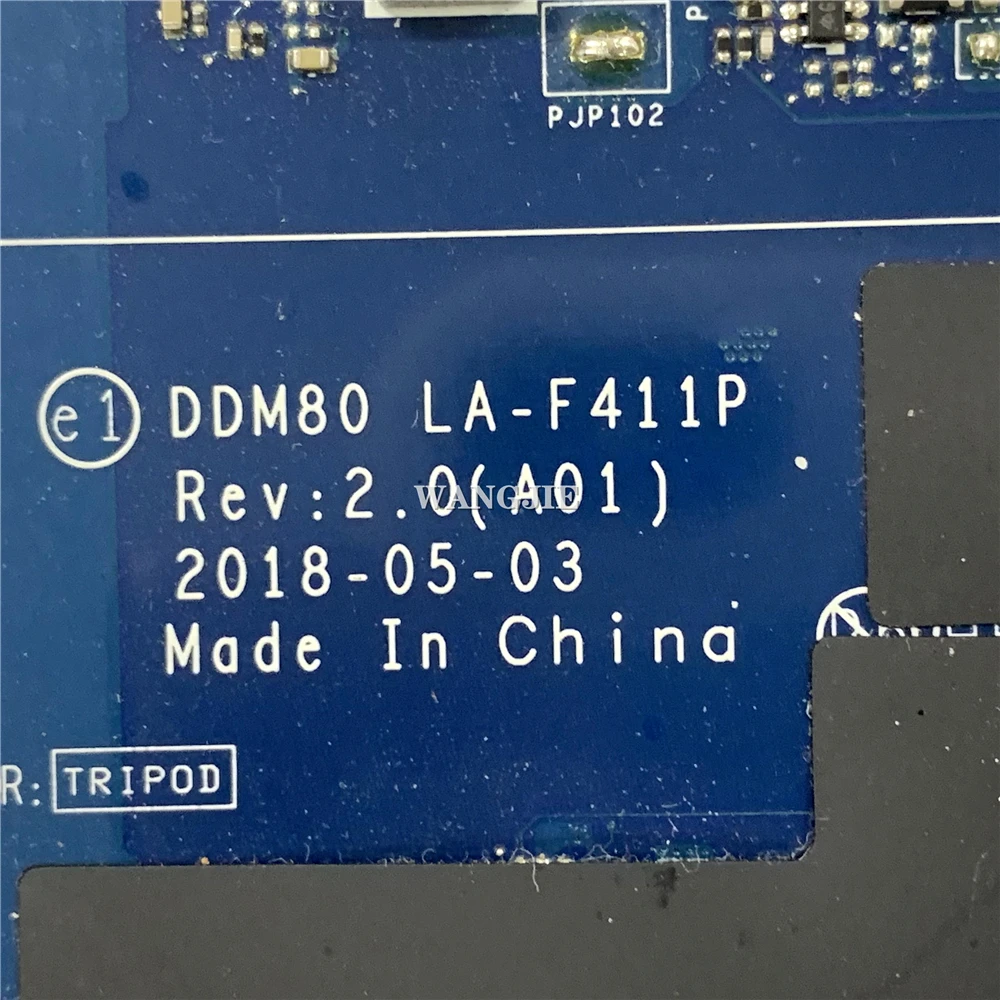 P
PJP102
e1 DDM80 LA-F411P
Rev:2.0(A01)
WANGJIE
2018-05-03
Made In China
R: TRIPOD